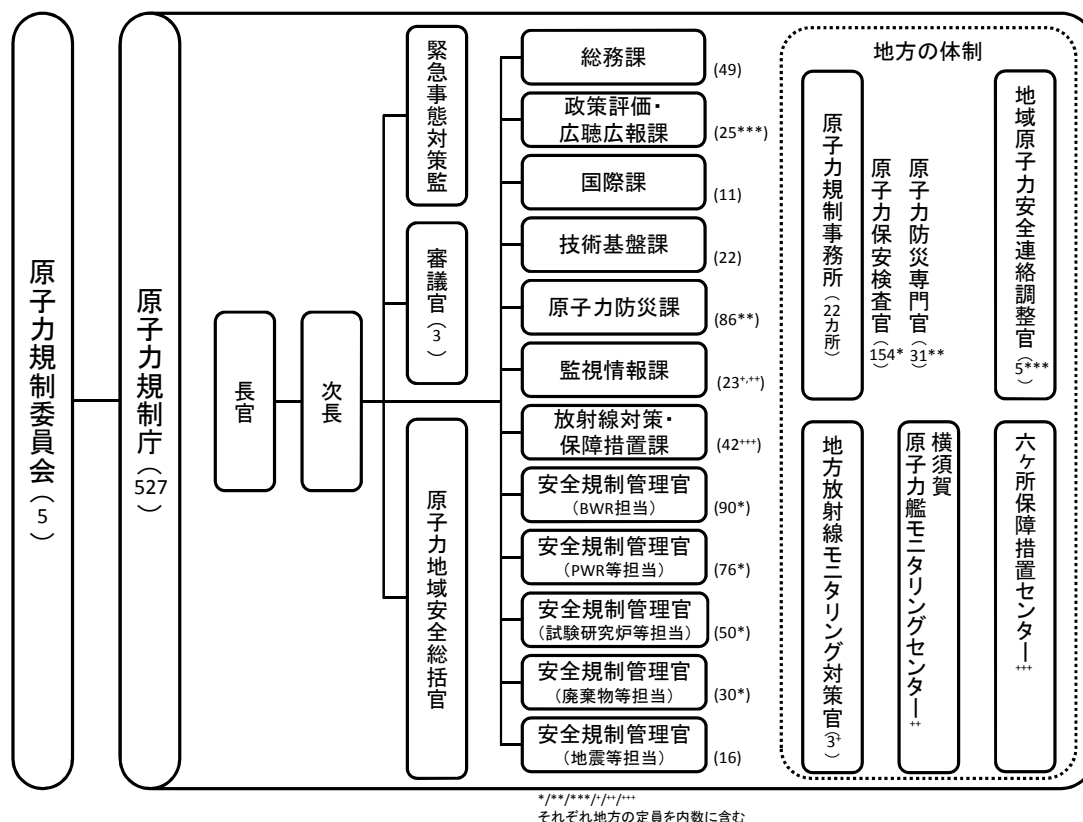 原子力規制委員会（5）
原子力規制庁（527）
長官
次長
緊急事態対策監
審議官（3）
原子力地域安全総括官
総務課 (49)
政策評価・
広聴広報課 (25***)
国際課 (11)
技術基盤課 (22)
原子力防災課 (86**)
監視情報課 (23+,++)
放射線対策・
保障措置課 (42+++)
安全規制管理官
（BWR担当） (90*)
安全規制管理官
（PWR等担当） (76*)
安全規制管理官
（試験研究炉等担当） (50*)
安全規制管理官
（廃棄物等担当） (30*)
安全規制管理官
（地震等担当） (16)
地方の体制
原子力規制事務所（22カ所）
原子力保安検査官（154*）
原子力防災専門官（31**）
地域原子力安全連絡調整官（5***）
地方放射線モニタリング対策官（3+）
横須賀
原子力艦モニタリングセンター++
六ヶ所保障措置センター+++
*/**/***/+/++/+++
それぞれ地方の定員を内数に含む